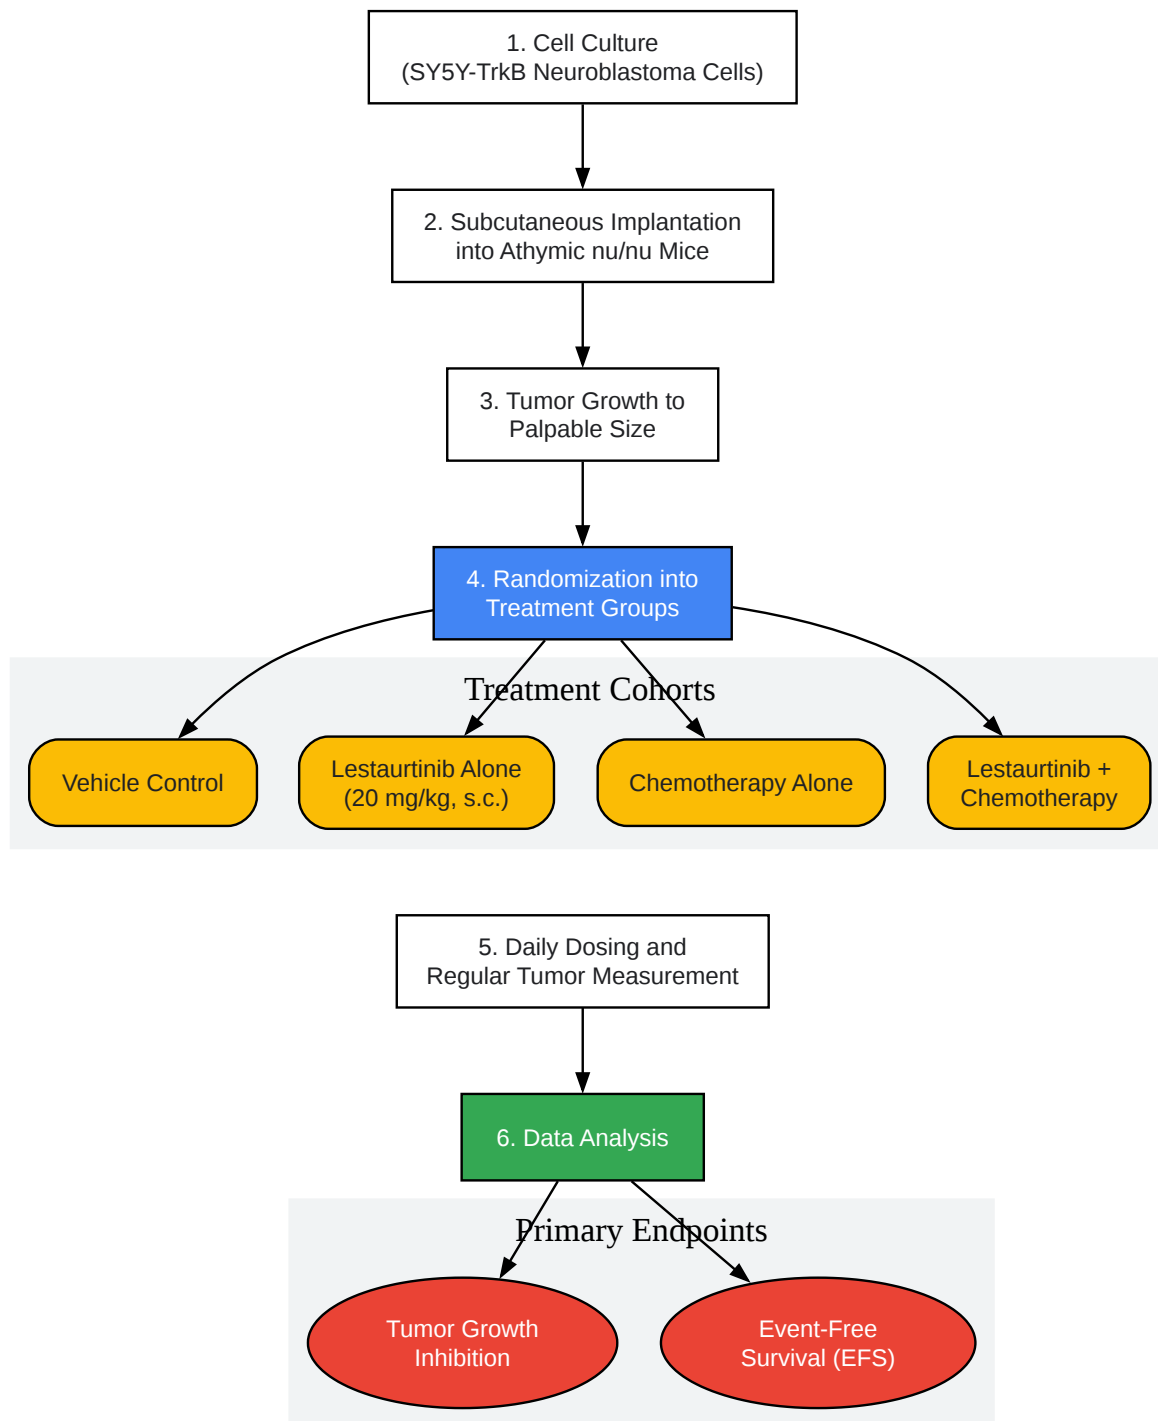 1. Cell Culture
(SY5Y-TrkB Neuroblastoma Cells)
2. Subcutaneous Implantation
into Athymic nu/nu Mice
3. Tumor Growth to
Palpable Size
4. Randomization into
Treatment Groups
Treatment Cohorts
Vehicle Control
Lestaurtinib Alone
(20 mg/kg, s.c.)
Chemotherapy Alone
Lestaurtinib +
Chemotherapy
5. Daily Dosing and
Regular Tumor Measurement
6. Data Analysis
Primary Endpoints
Tumor Growth
Inhibition
Event-Free
Survival (EFS)